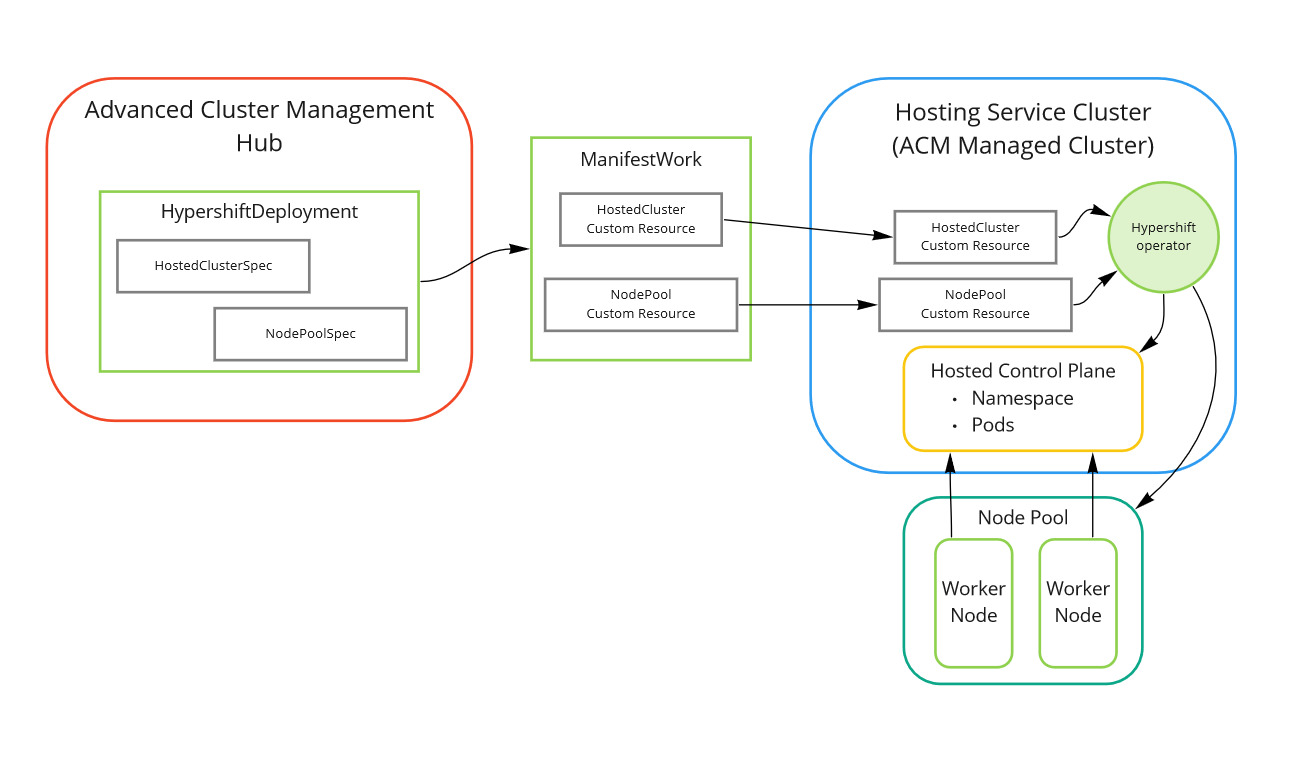 Advanced Cluster Management
Hub
HypershiftDeployment
HostedClusterSpec
NodePoolSpec
ManifestWork
HostedCluster
Custom Resource
NodePool
Custom Resource
Hosting Service Cluster
(ACM Managed Cluster)
HostedCluster
Custom Resource
Hypershift
operator
NodePool
Custom Resource
Hosted Control Plane
• Namespace
• Pods
Node Pool
Worker
Node
Worker
Node